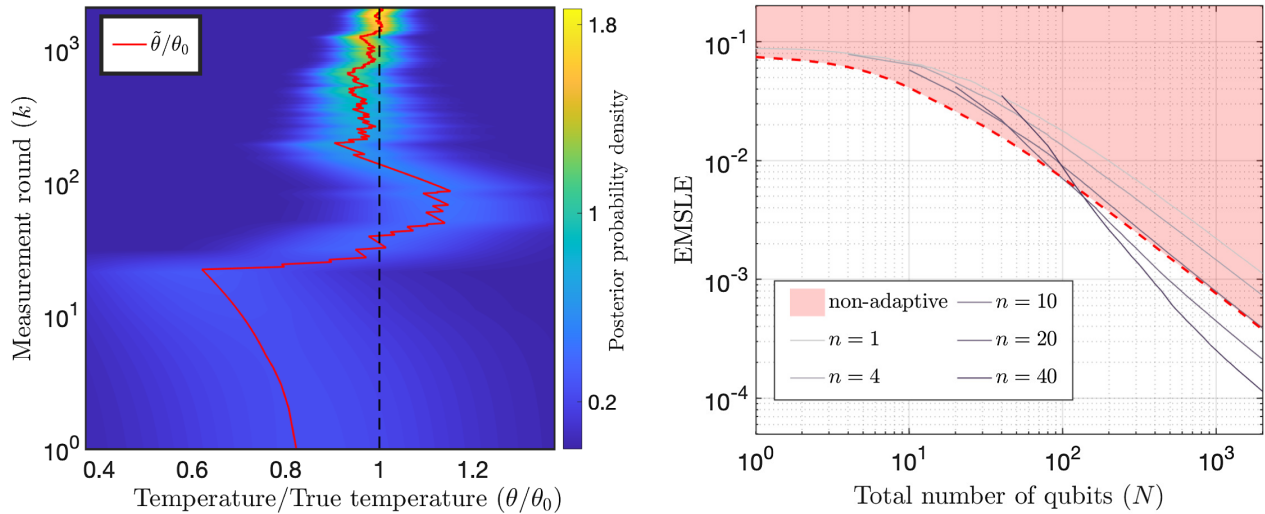 θ̃/θ₀
Measurement round (k)
10³
10²
10¹
10⁰
0.4
0.6
0.8
1
1.2
Temperature/True temperature (θ/θ₀)
1.8
1
0.2
Posterior probability density
EMSLE
10⁻¹
10⁻²
10⁻³
10⁻⁴
non-adaptive
n = 1
n = 4
n = 10
n = 20
n = 40
10⁰
10¹
10²
10³
Total number of qubits (N)